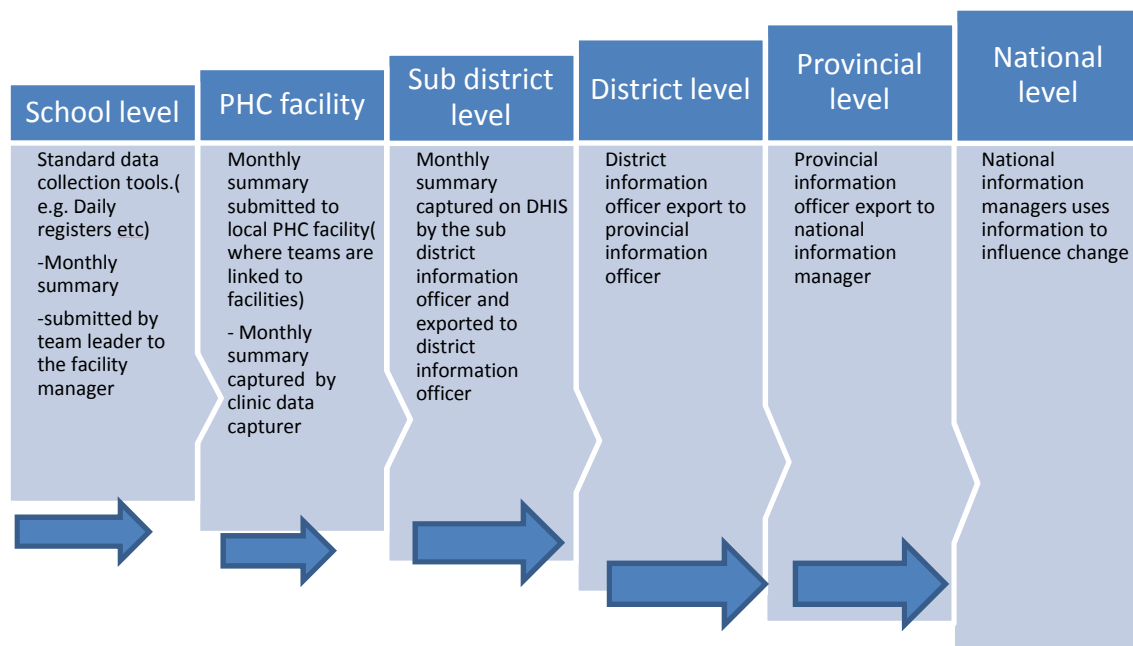 School level
Standard data
collection tools.(
e.g. Daily
registers etc)
-Monthly
summary
-submitted by
team leader to
the facility
manager
PHC facility
Monthly
summary
submitted to
local PHC facility(
where teams are
linked to
facilities)
- Monthly
summary
captured by
clinic data
capturer
Sub district
level
Monthly
summary
captured on DHIS
by the sub
district
information
officer and
exported to
district
information
officer
District level
District
information
officer export to
provincial
information
officer
Provincial
level
Provincial
information
officer export to
national
information
manager
National
level
National
information
managers uses
information to
influence change